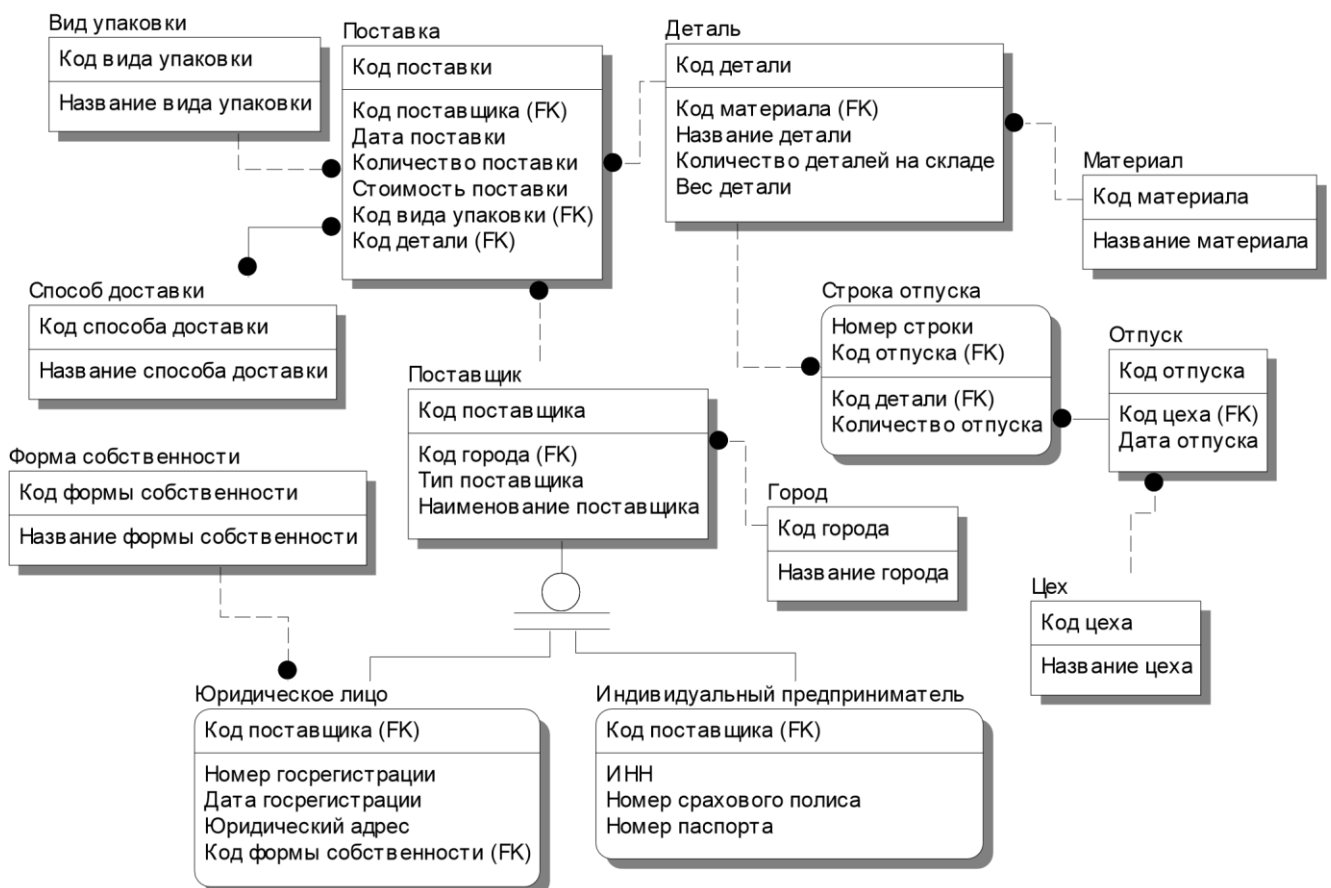 Вид упаковки
Код вида упаковки
Название вида упаковки
Поставка
Код поставки
Код поставщика (FK)
Дата поставки
Количество поставки
Стоимость поставки
Код вида упаковки (FK)
Код детали (FK)
Деталь
Код детали
Код материала (FK)
Название детали
Количество деталей на складе
Вес детали
Материал
Код материала
Название материала
Способ доставки
Код способа доставки
Название способа доставки
Строка отпуска
Номер строки
Код отпуска (FK)
Код детали (FK)
Количество отпуска
Отпуск
Код отпуска
Код цеха (FK)
Дата отпуска
Поставщик
Код поставщика
Код города (FK)
Тип поставщика
Наименование поставщика
Форма собственности
Код формы собственности
Название формы собственности
Город
Код города
Название города
Цех
Код цеха
Название цеха
Юридическое лицо
Код поставщика (FK)
Номер госрегистрации
Дата госрегистрации
Юридический адрес
Код формы собственности (FK)
Индивидуальный предприниматель
Код поставщика (FK)
ИНН
Номер срахового полиса
Номер паспорта